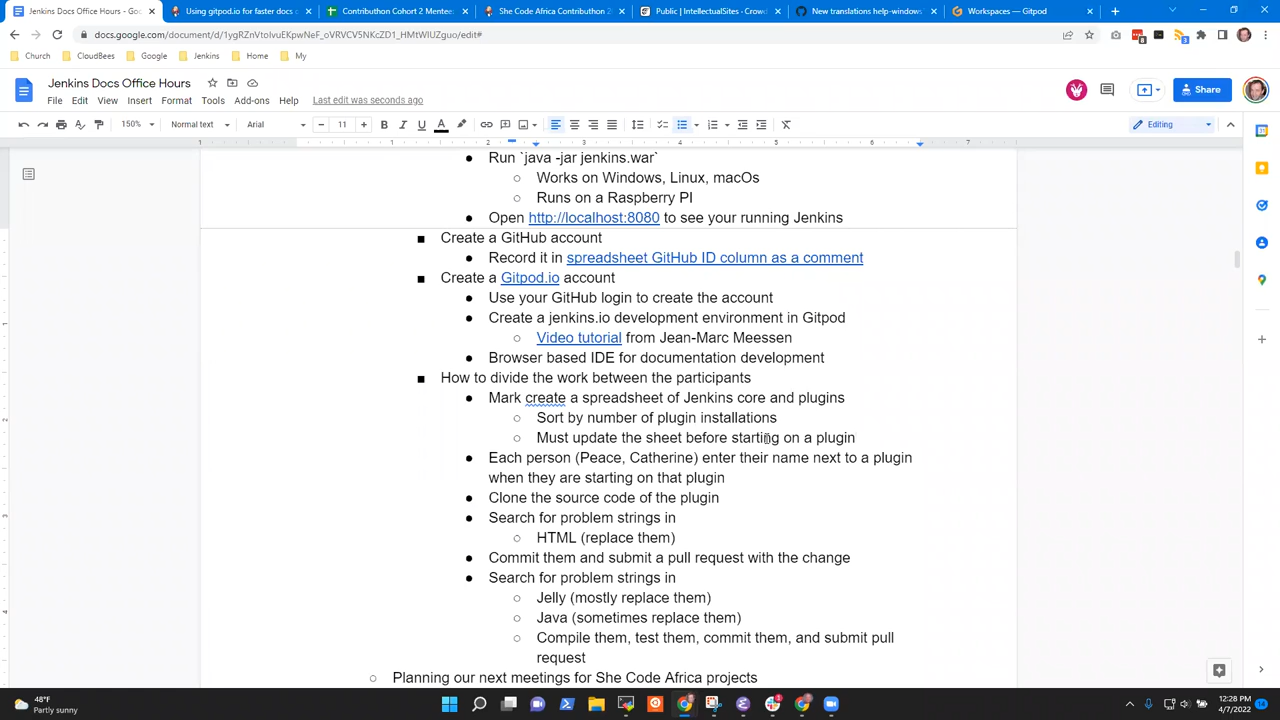 Jenkins Docs Office Hours - Goo
Using gitpod.io for faster docs c
Contributhon Cohort 2 Mentee
She Code Africa Contribution 2
Public | IntellectualSites - Crowd
New translations help-windows
Workspaces — Gitpod
docs.google.com/document/d/1ygRZnVtoIvuEKpwNeF_oVRVCV5NKcZD1_HMtWlUZguo/edit#
Church
CloudBees
Google
Jenkins
Home
My
Jenkins Docs Office Hours
File Edit View Insert Format Tools Add-ons Help Last edit was seconds ago
Share
150% Normal text Arial 11 Editing
Run `java -jar jenkins.war`
Works on Windows, Linux, macOs
Runs on a Raspberry PI
Open http://localhost:8080 to see your running Jenkins
Create a GitHub account
Record it in spreadsheet GitHub ID column as a comment
Create a Gitpod.io account
Use your GitHub login to create the account
Create a jenkins.io development environment in Gitpod
Video tutorial from Jean-Marc Meessen
Browser based IDE for documentation development
How to divide the work between the participants
Mark create a spreadsheet of Jenkins core and plugins
Sort by number of plugin installations
Must update the sheet before starting on a plugin
Each person (Peace, Catherine) enter their name next to a plugin
when they are starting on that plugin
Clone the source code of the plugin
Search for problem strings in
HTML (replace them)
Commit them and submit a pull request with the change
Search for problem strings in
Jelly (mostly replace them)
Java (sometimes replace them)
Compile them, test them, commit them, and submit pull
request
Planning our next meetings for She Code Africa projects
48°F
Partly sunny
12:28 PM
4/7/2022